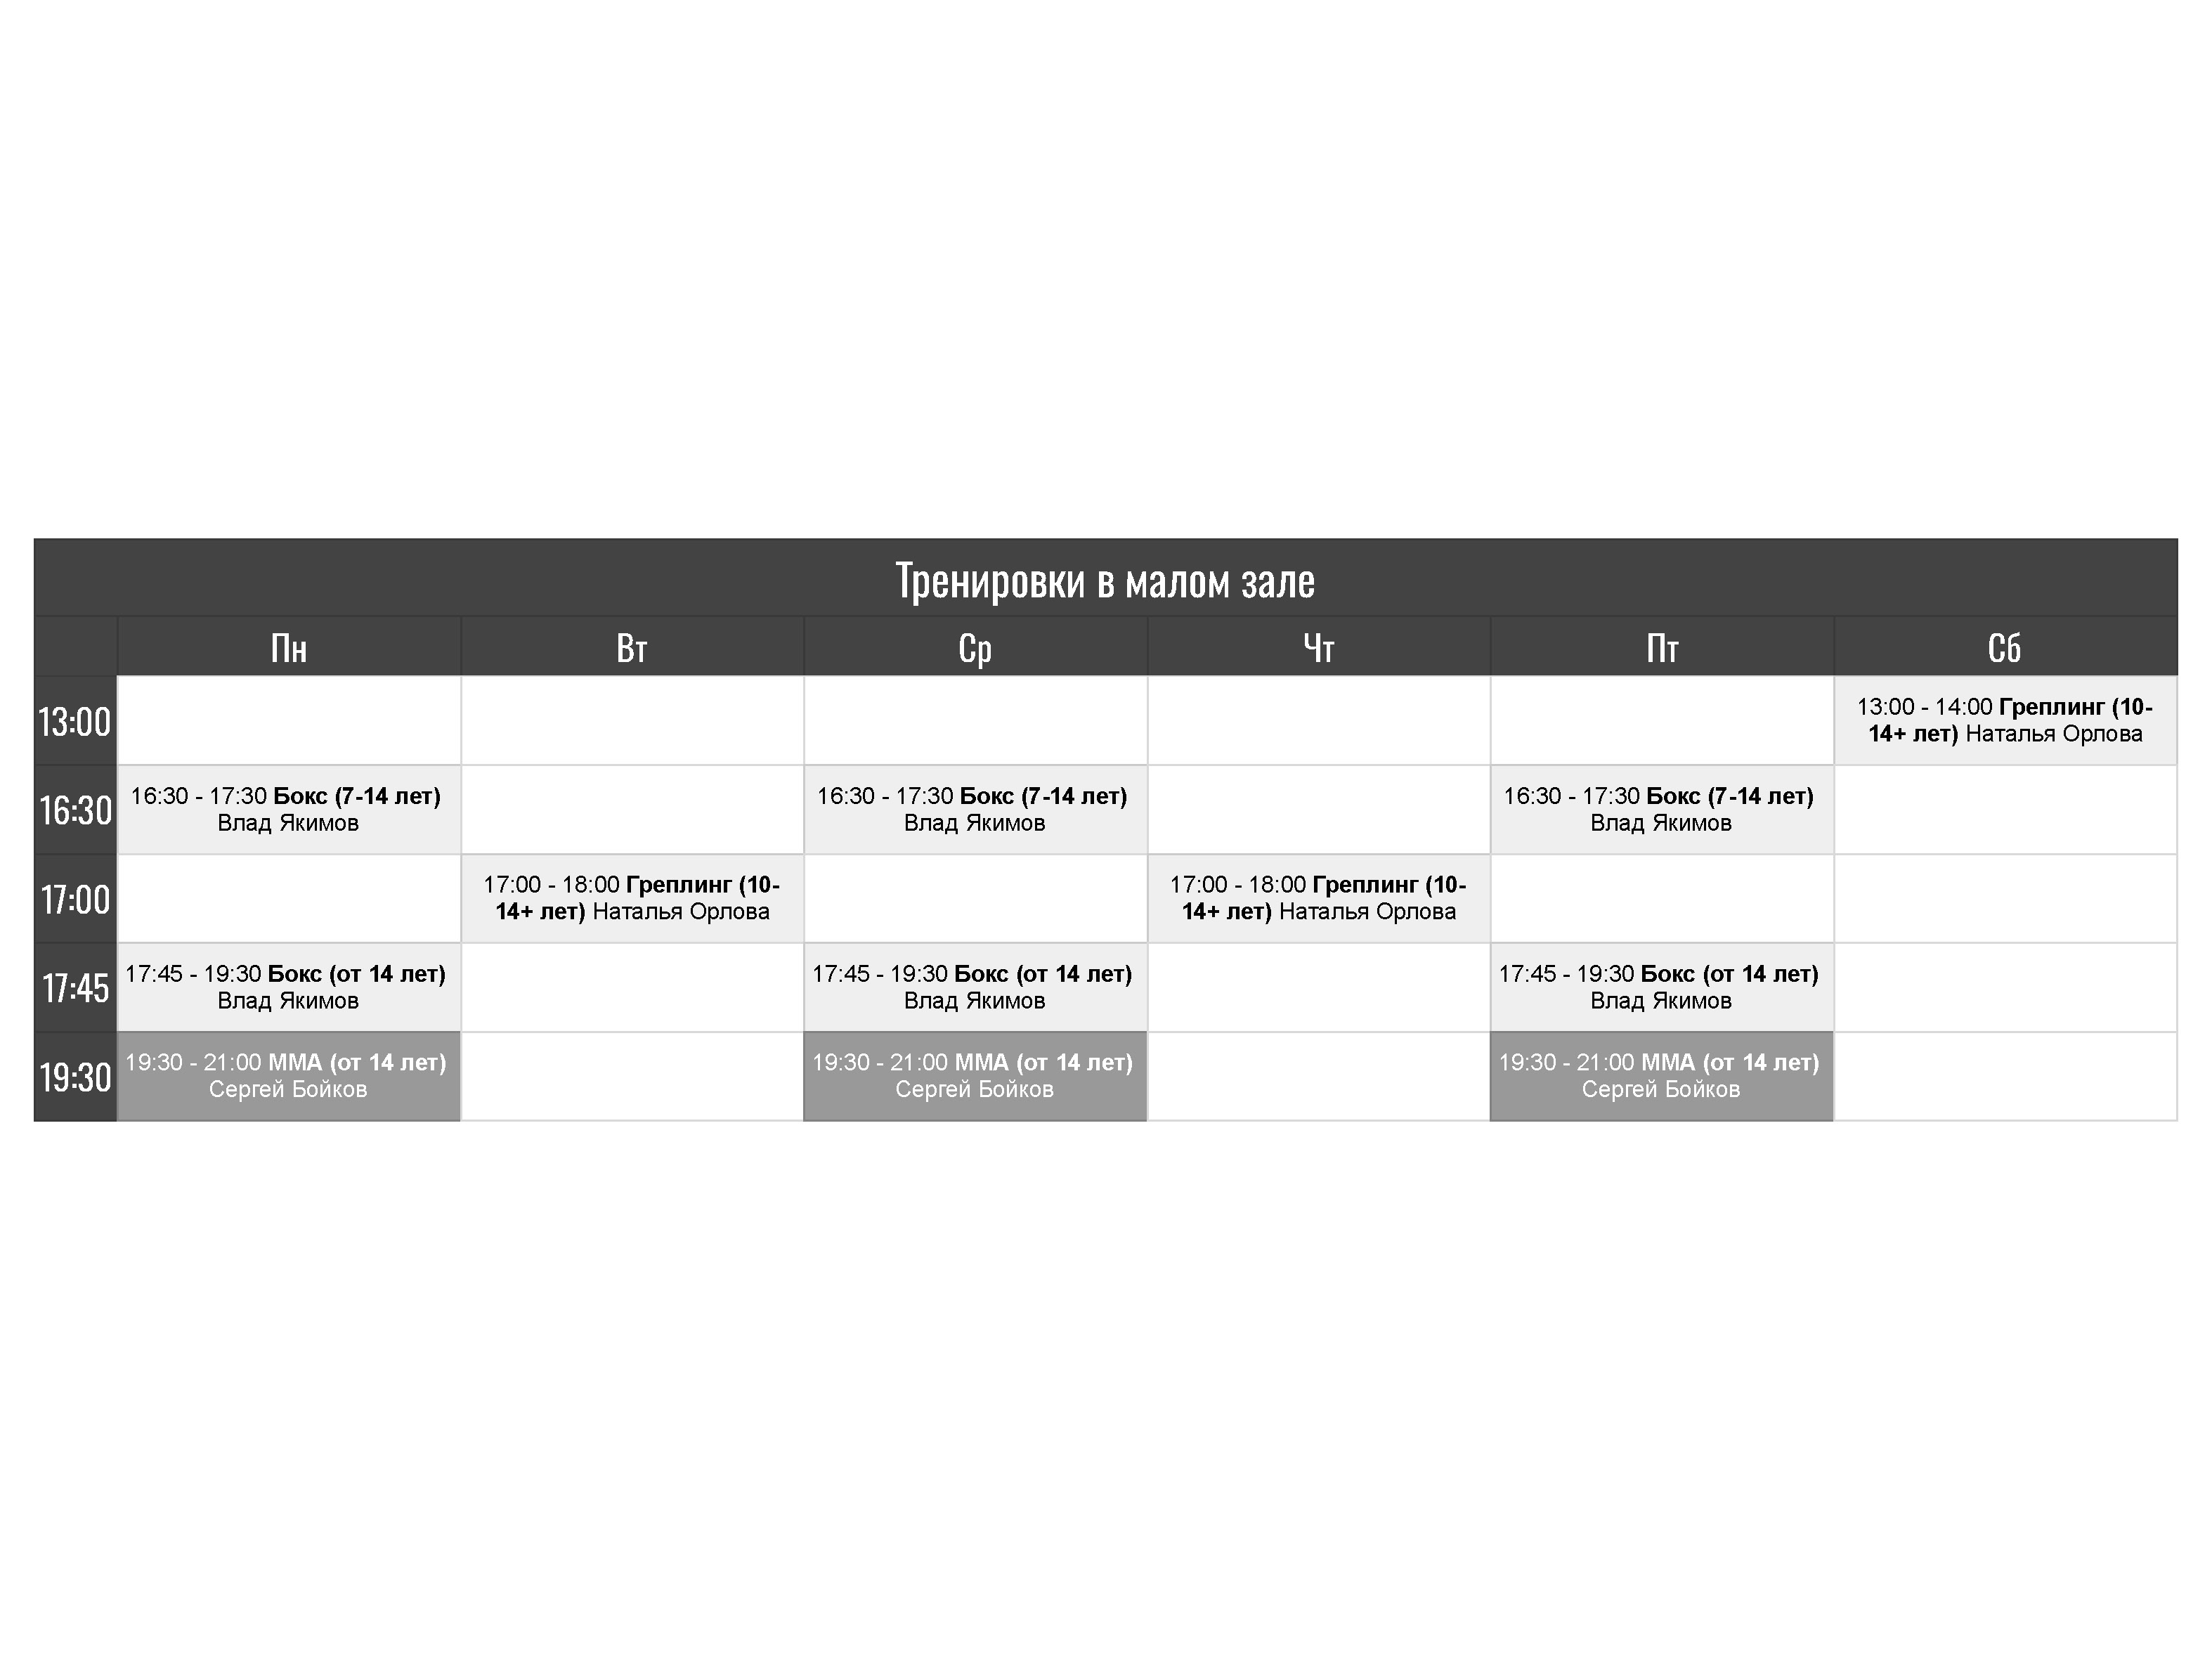 Тренировки в малом зале
Пн Вт Ср Чт Пт Сб
13:00
13:00 - 14:00 Греплинг (10-
14+ лет) Наталья Орлова
16:30
16:30 - 17:30 Бокс (7-14 лет)
Влад Якимов
16:30 - 17:30 Бокс (7-14 лет)
Влад Якимов
16:30 - 17:30 Бокс (7-14 лет)
Влад Якимов
17:00
17:00 - 18:00 Греплинг (10-
14+ лет) Наталья Орлова
17:00 - 18:00 Греплинг (10-
14+ лет) Наталья Орлова
17:45
17:45 - 19:30 Бокс (от 14 лет)
Влад Якимов
17:45 - 19:30 Бокс (от 14 лет)
Влад Якимов
17:45 - 19:30 Бокс (от 14 лет)
Влад Якимов
19:30
19:30 - 21:00 ММА (от 14 лет)
Сергей Бойков
19:30 - 21:00 ММА (от 14 лет)
Сергей Бойков
19:30 - 21:00 ММА (от 14 лет)
Сергей Бойков